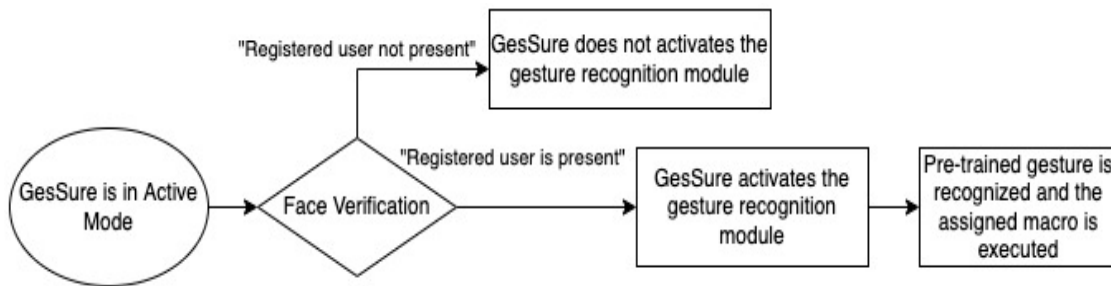 "Registered user not present"
GesSure does not activates the
gesture recognition module
GesSure is in Active
Mode
Face Verification
"Registered user is present"
GesSure activates the
gesture recognition
module
Pre-trained gesture is
recognized and the
assigned macro is
executed